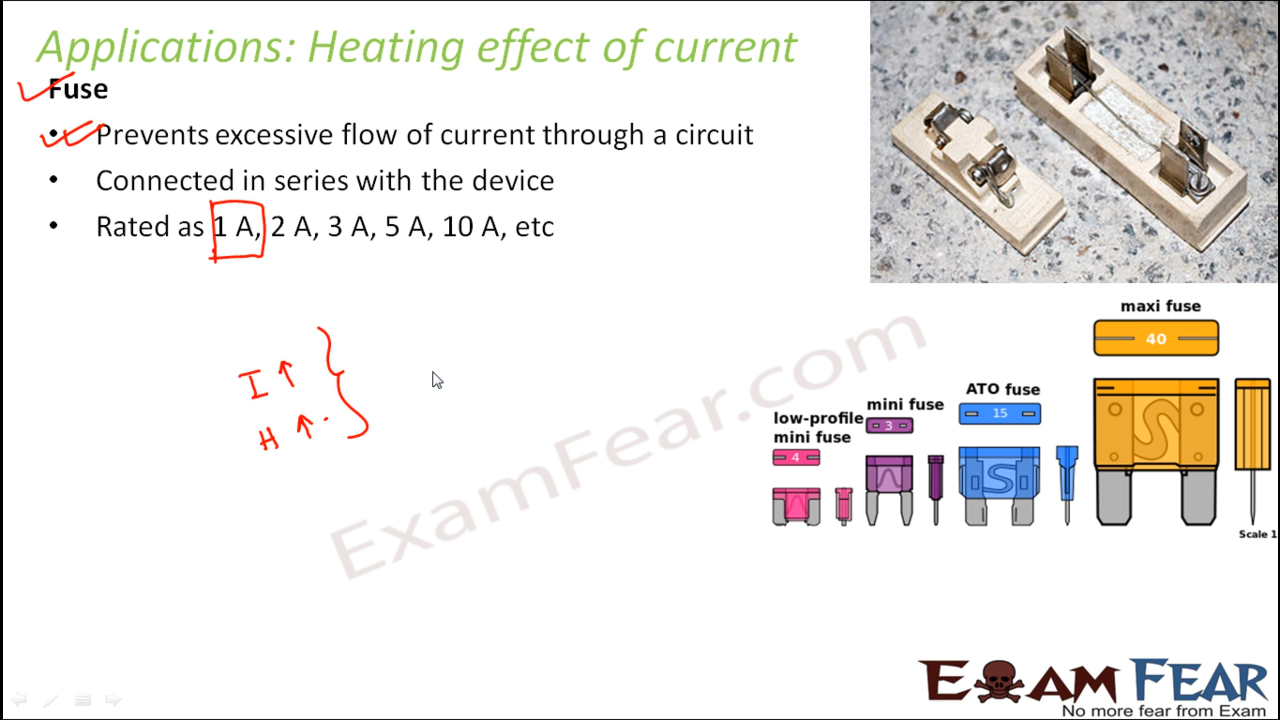 Applications: Heating effect of current
Fuse
• Prevents excessive flow of current through a circuit
• Connected in series with the device
• Rated as 1 A, 2 A, 3 A, 5 A, 10 A, etc
I ↑
H ↑
maxi fuse
40
ATO fuse
15
mini fuse
3
low-profile
mini fuse
4
Scale 1
ExamFear.com
EXAM FEAR
No more fear from Exam